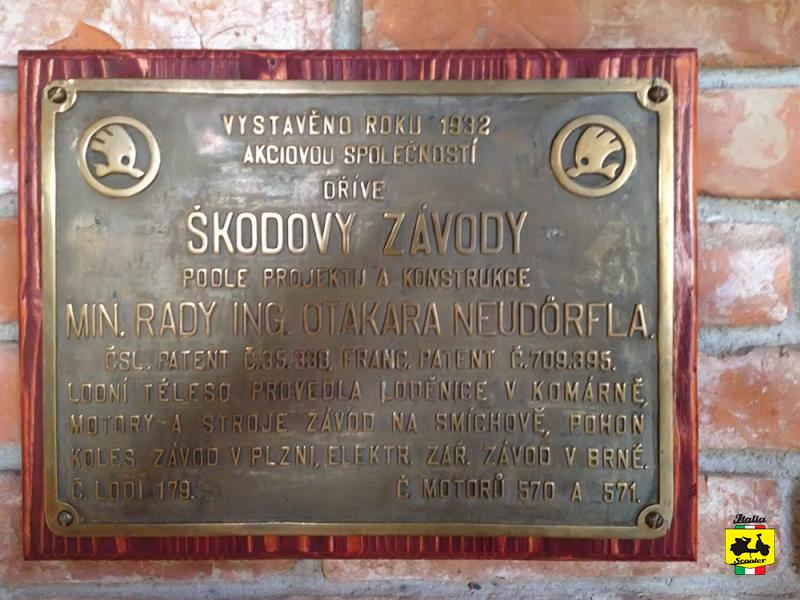 VYSTAVĚNO ROKU 1932
AKCIOVOU SPOLEČNOSTÍ
DŘÍVE
ŠKODOVY ZÁVODY
PODLE PROJEKTU A KONSTRUKCE
MIN. RADY ING. OTAKARA NEUDÖRFLA.
ČSL. PATENT Č.35.336, FRANC. PATENT Č.709.395.
LODNÍ TĚLESO PROVEDLA LODĚNICE V KOMÁRNĚ,
MOTORY A STROJE ZÁVOD NA SMÍCHOVĚ, POHON
KOLES. ZÁVOD V PLZNI, ELEKTR. ZAŘ. ZÁVOD V BRNĚ.
Č. LODI 179. Č. MOTORŮ 570 A 571.
Italia
Scooter